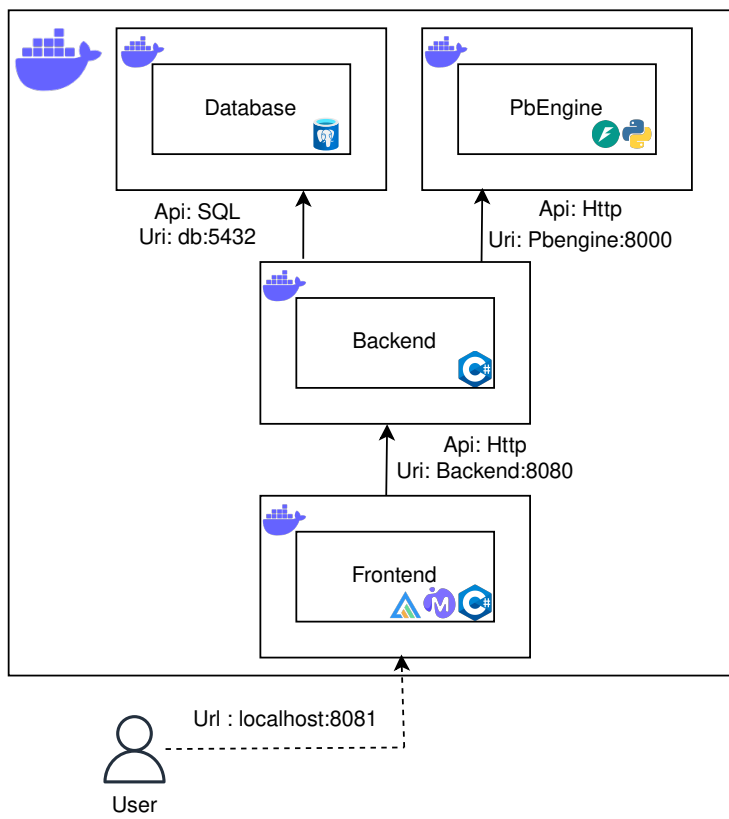 Database
PbEngine
Api: SQL
Uri: db:5432
Api: Http
Uri: Pbengine:8000
Backend
C#
Api: Http
Uri: Backend:8080
Frontend
M
C#
Url : localhost:8081
User